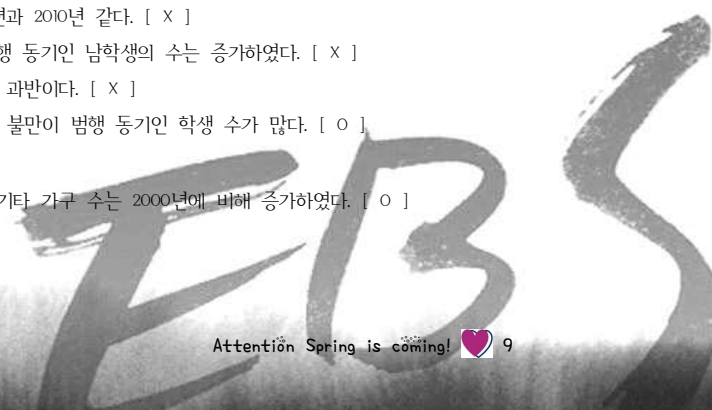 과 2010년 같다. [ X ]
행 동기인 남학생의 수는 증가하였다. [ X ]
과반이다. [ X ]
불만이 범행 동기인 학생 수가 많다. [ O ]
기타 가구 수는 2000년에 비해 증가하였다. [ O ]
EBS
Attention Spring is coming! 9